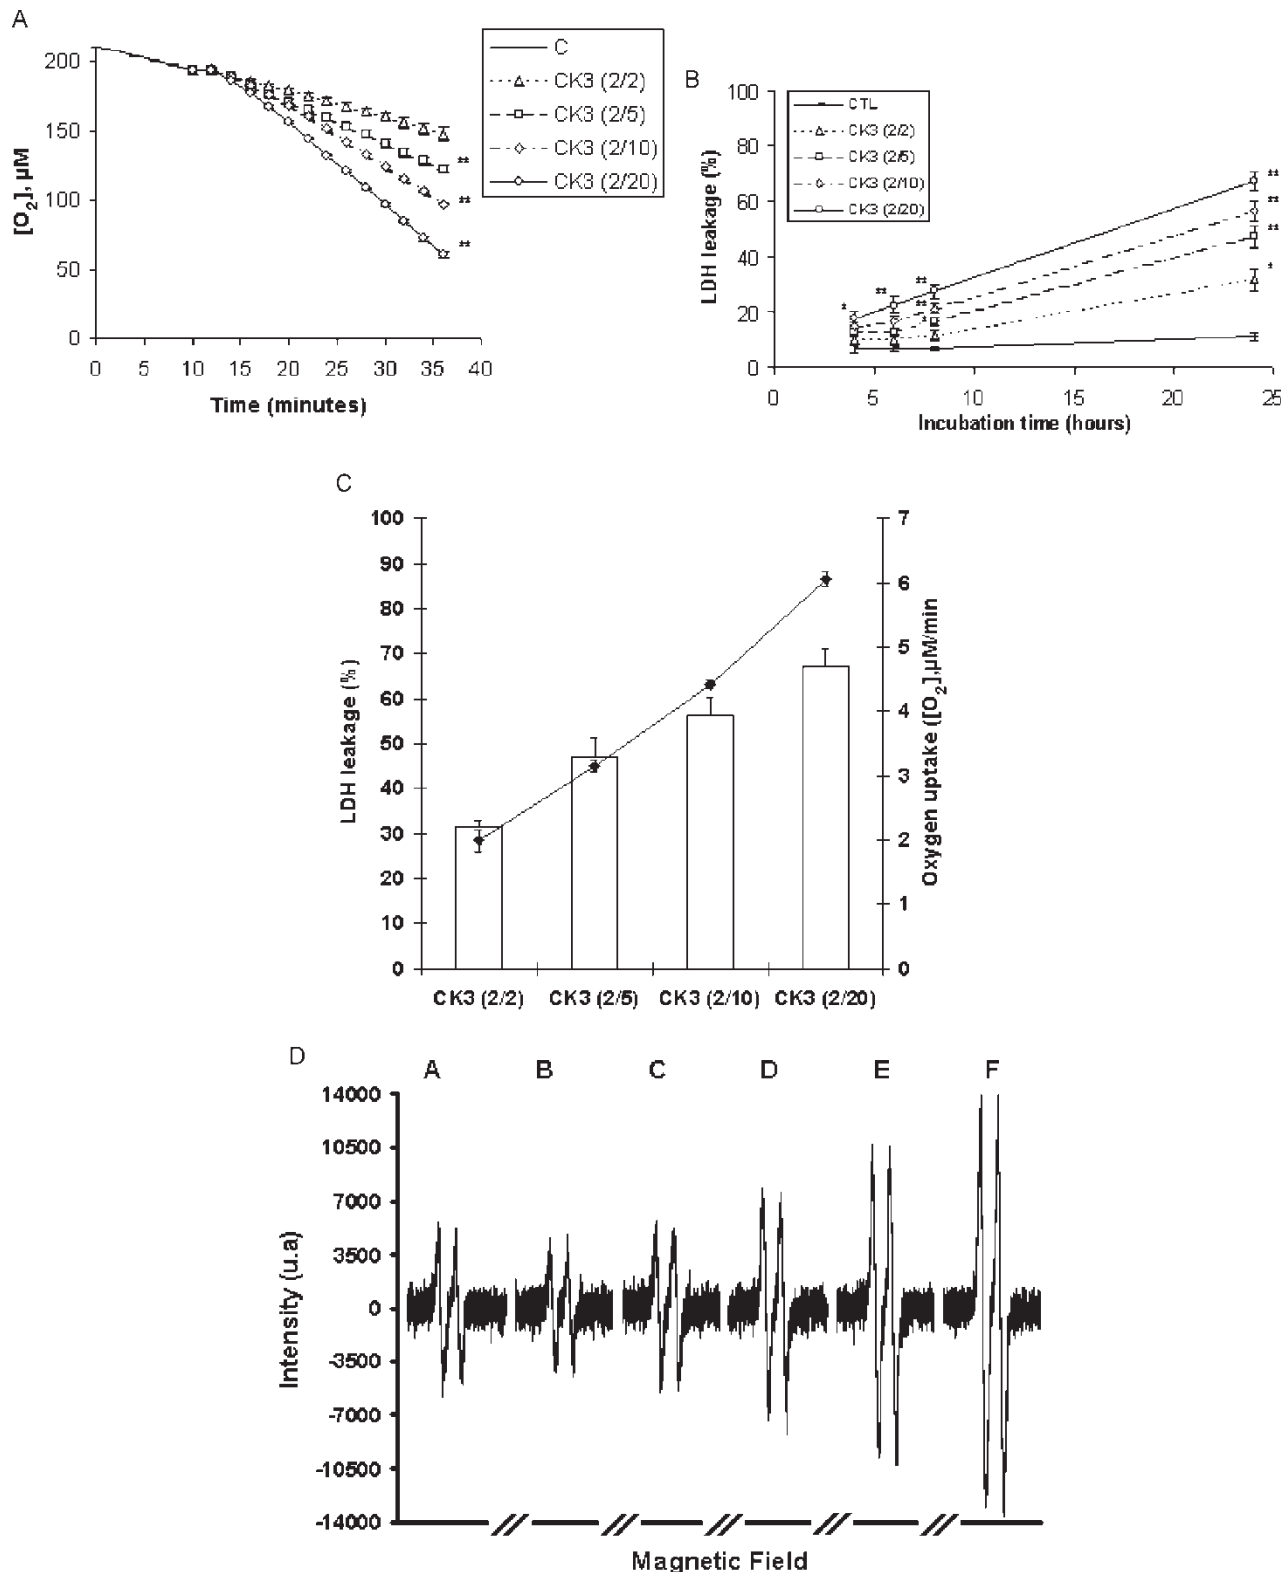 A
200
150
100
50
0
[O2], µM
0 5 10 15 20 25 30 35 40
Time (minutes)
**
**
**
C
CK3 (2/2)
CK3 (2/5)
CK3 (2/10)
CK3 (2/20)
B
100
80
60
40
20
0
LDH leakage (%)
CTL
CK3 (2/2)
CK3 (2/5)
CK3 (2/10)
CK3 (2/20)
*
**
**
**
*
**
**
**
*
0 5 10 15 20 25
Incubation time (hours)
C
100
90
80
70
60
50
40
30
20
10
0
LDH leakage (%)
7
6
5
4
3
2
1
0
Oxygen uptake ([O2],µM/min
CK3 (2/2) CK3 (2/5) CK3 (2/10) CK3 (2/20)
D
A B C D E F
14000
10500
7000
3500
0
-3500
-7000
-10500
-14000
Intensity (u.a)
Magnetic Field